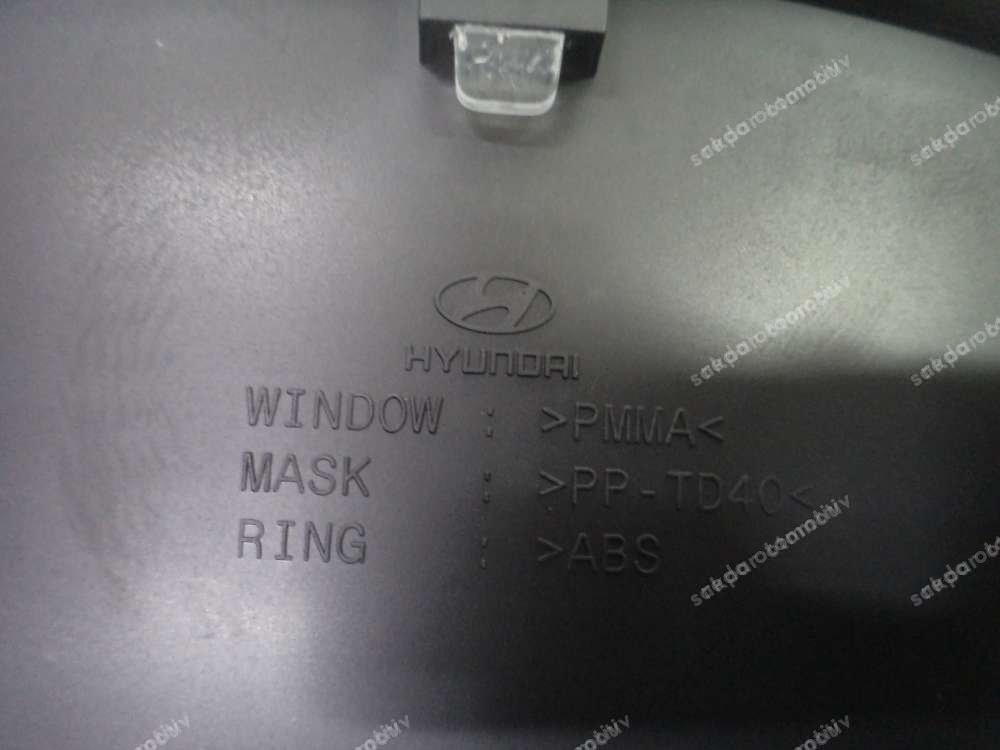 HYUNDAI
WINDOW : >PMMA<
MASK : >PP-TD40<
RING : >ABS